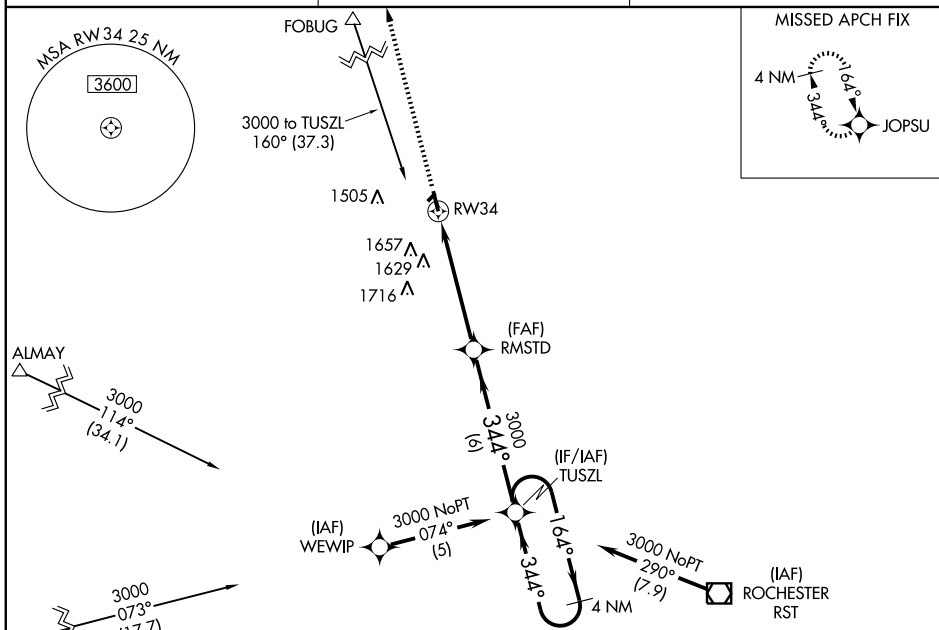 MSA RW34 25 NM
3600
FOBUG
3000 to TUSZL
160° (37.3)
MISSED APCH FIX
4 NM
344°
164°
JOPSU
1505
RW34
1657
1629
1716
(FAF)
RMSTD
ALMAY
3000
114°
(34.1)
3000
344°
(6)
(IF/IAF)
TUSZL
(IAF)
WEWIP
3000 NoPT
074°
(5)
164°
344°
4 NM
3000 NoPT
290°
(7.9)
(IAF)
ROCHESTER
RST
3000
073°
(17.7)